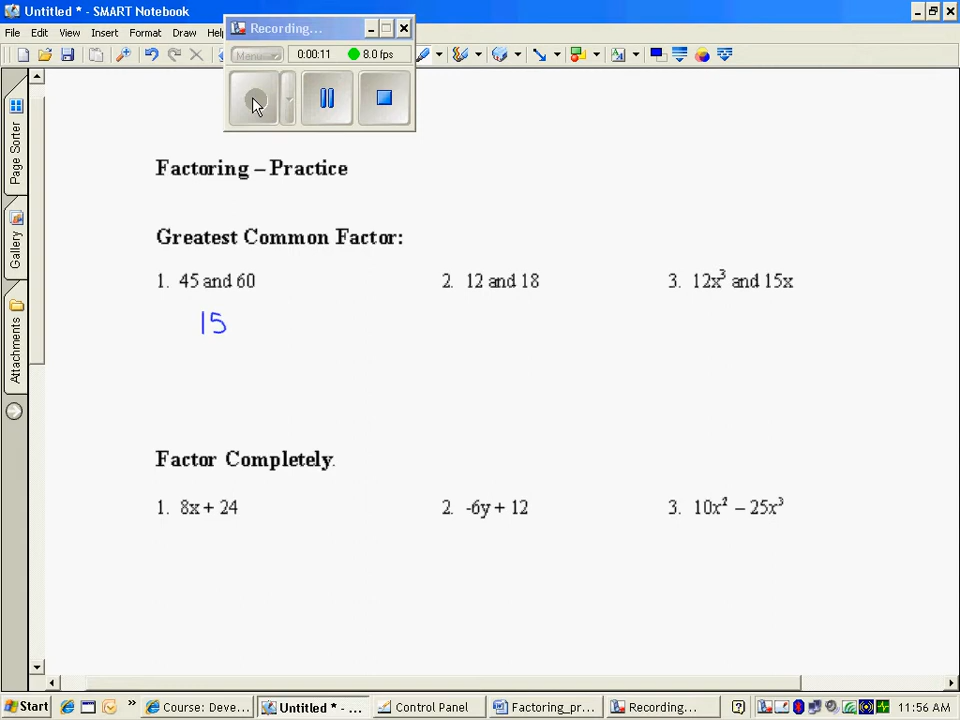 Untitled * - SMART Notebook
Recording...
File Edit View Insert Format Draw Hel
Menu 0:00:11 8.0 fps
Page Sorter
Gallery
Attachments
Factoring – Practice
Greatest Common Factor:
1. 45 and 60 2. 12 and 18 3. 12x³ and 15x
15
Factor Completely.
1. 8x + 24 2. -6y + 12 3. 10x² – 25x³
Start » Course: Deve... Untitled * - ... Control Panel Factoring_pr... Recording... 11:56 AM